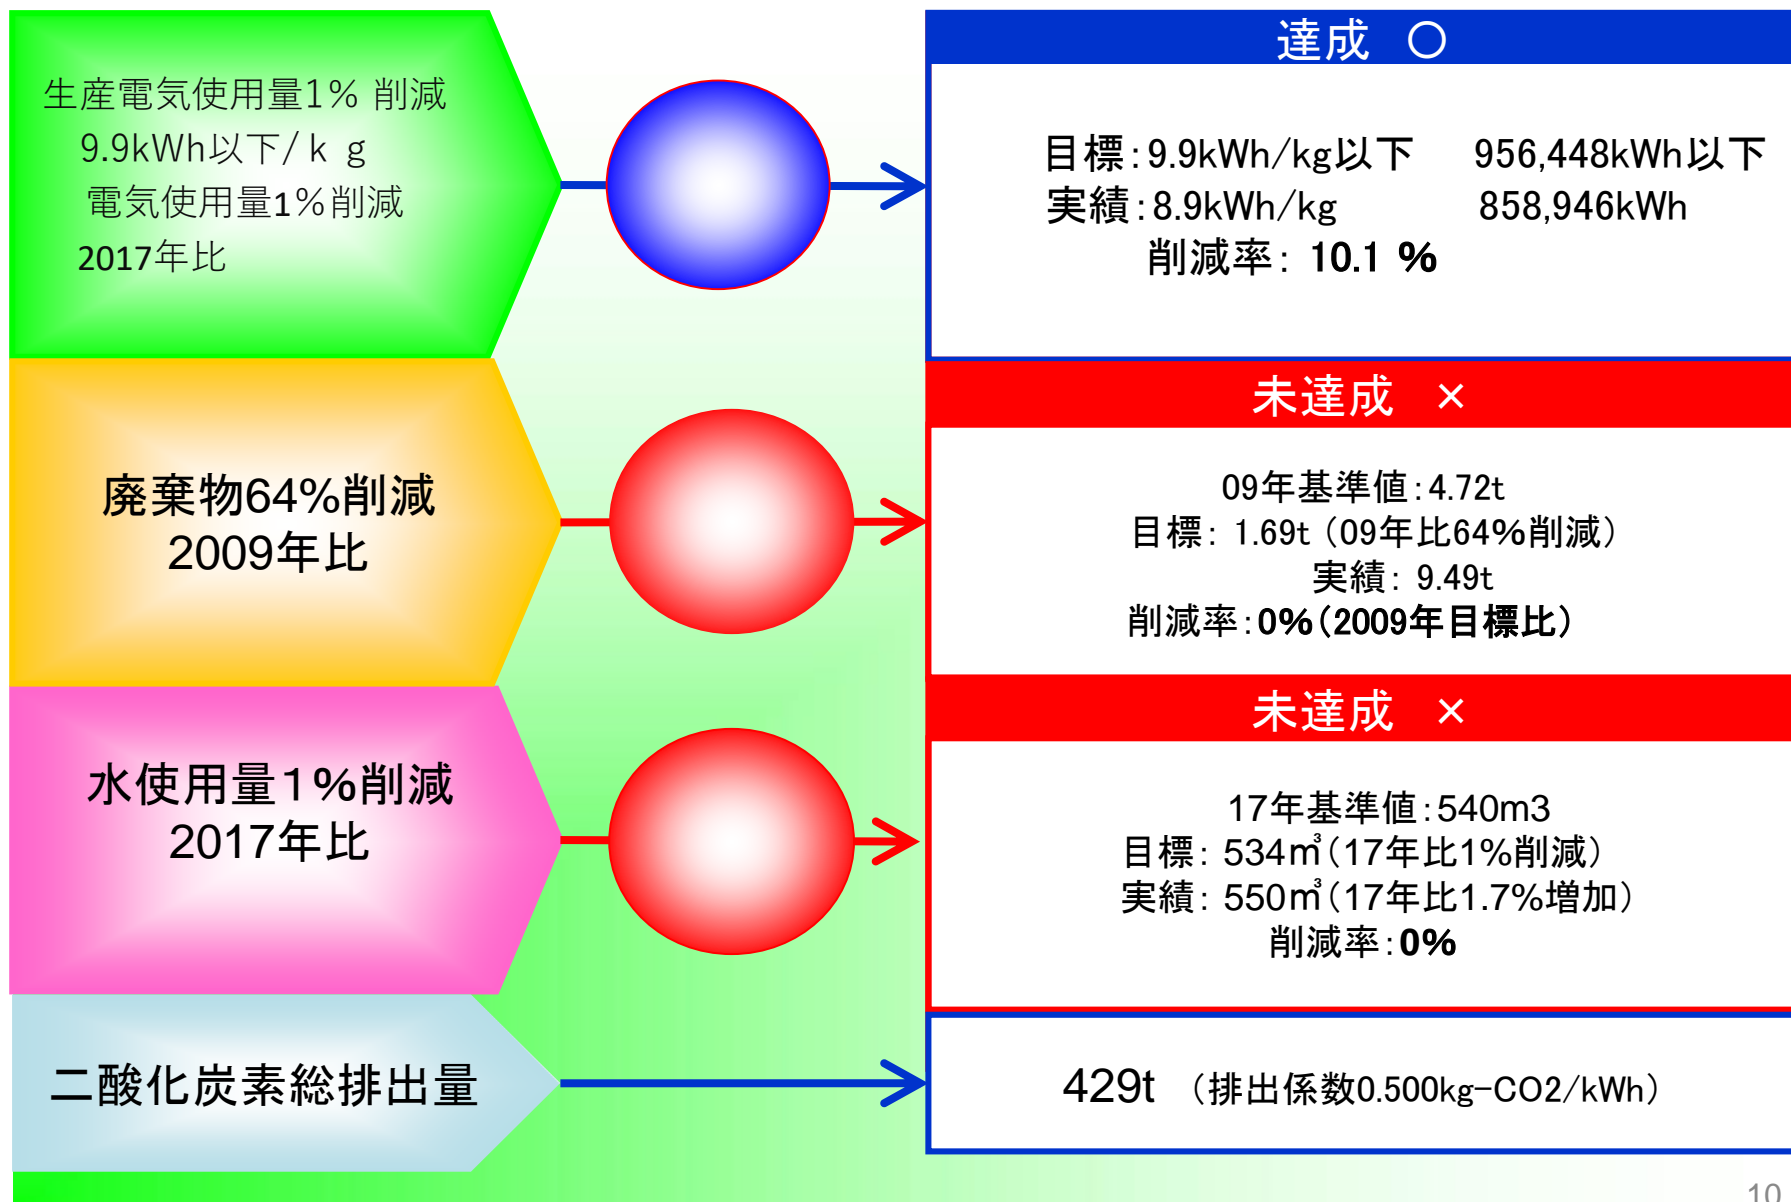 生産電気使用量1% 削減
9.9kWh以下/ｋｇ
電気使用量1%削減
2017年比
達成　○
目標：9.9kWh/kg以下　956,448kWh以下
実績：8.9kWh/kg　858,946kWh
削減率： 10.1 %
廃棄物64%削減
2009年比
未達成　×
09年基準値：4.72t
目標： 1.69t （09年比64%削減）
実績： 9.49t
削減率：0%（2009年目標比）
水使用量１%削減
2017年比
未達成　×
17年基準値：540m3
目標： 534㎥（17年比1%削減）
実績： 550㎥（17年比1.7%増加）
削減率：0%
二酸化炭素総排出量
429t （排出係数0.500kg-CO2/kWh）
10